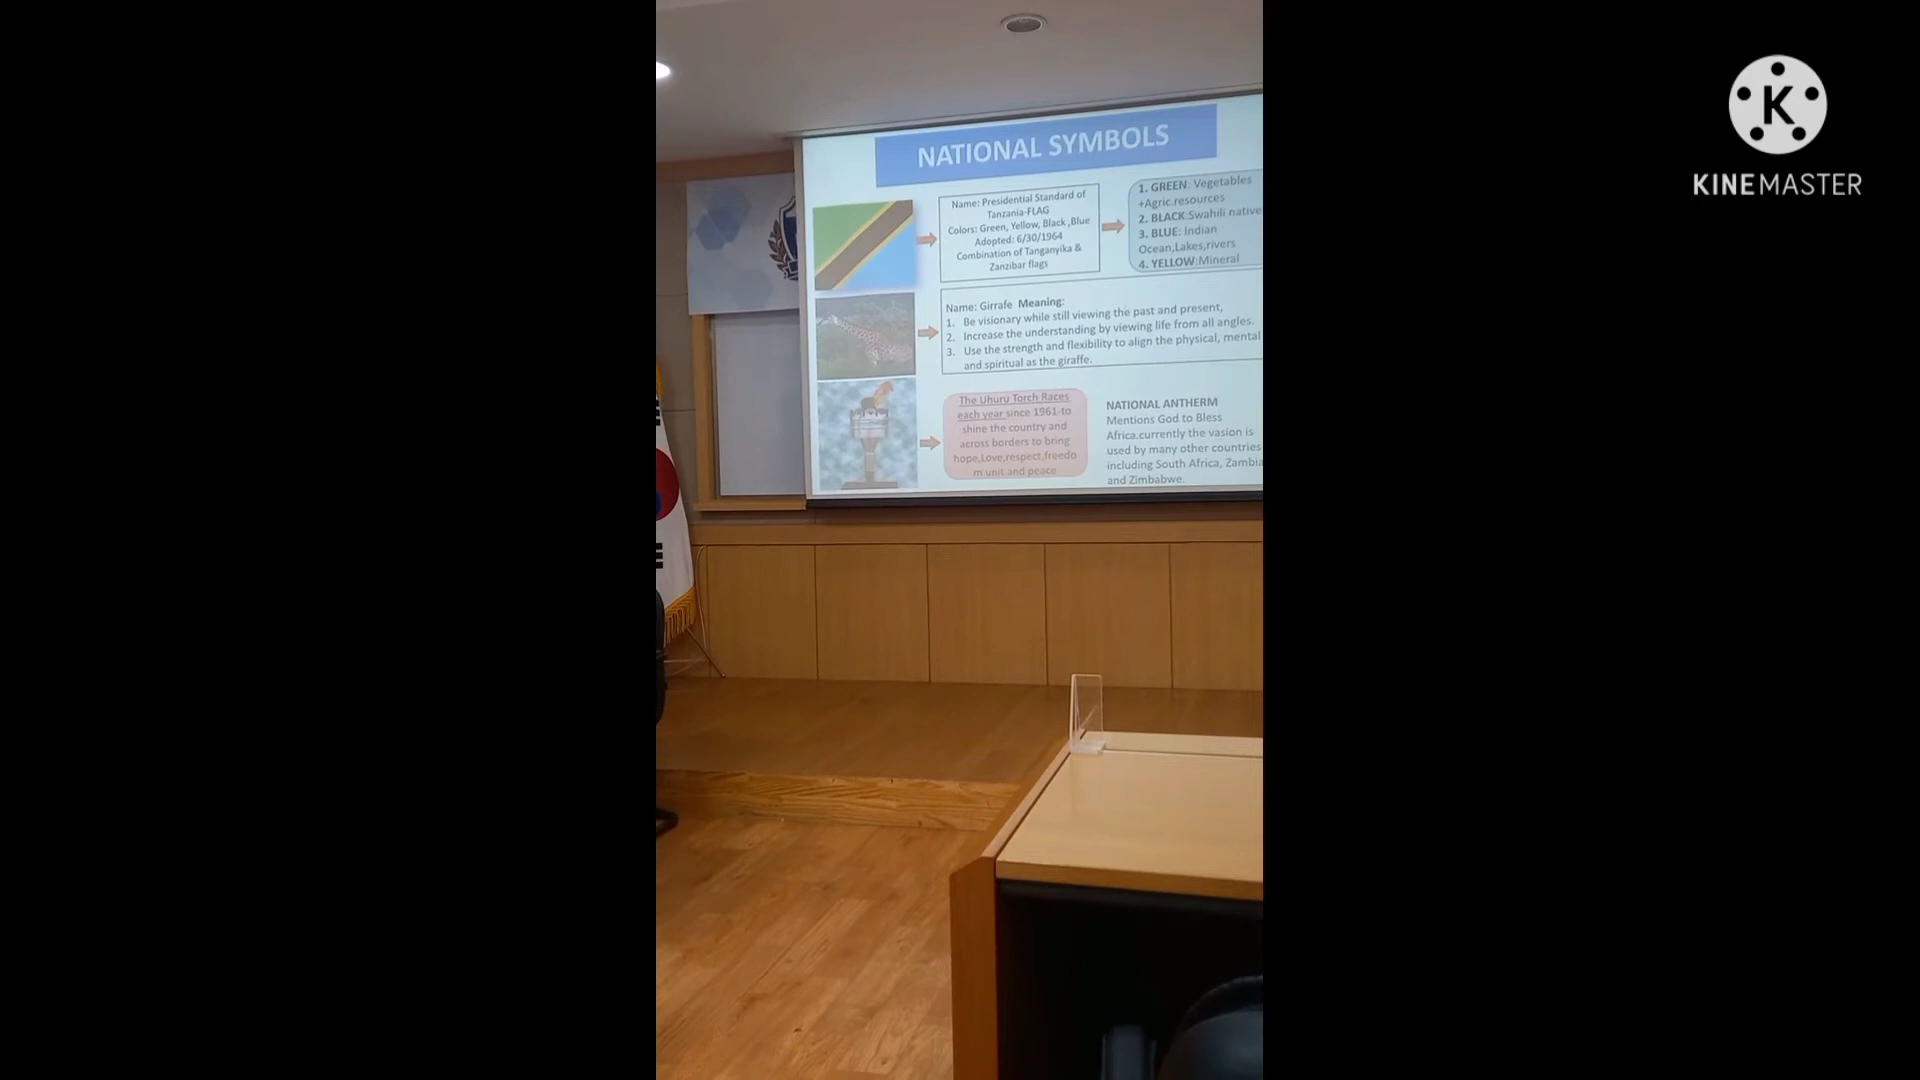 NATIONAL SYMBOLS
Name: Presidential Standard of
Tanzania-FLAG
Colors: Green, Yellow, Black ,Blue
Adopted: 6/30/1964
Combination of Tanganyika &
Zanzibar flags
1. GREEN: Vegetables
+Agric.resources
2. BLACK:Swahili native
3. BLUE: Indian
Ocean,Lakes,rivers
4. YELLOW:Mineral
Name: Girrafe Meaning:
1. Be visionary while still viewing the past and present,
2. Increase the understanding by viewing life from all angles.
3. Use the strength and flexibility to align the physical, mental
and spiritual as the giraffe.
The Uhuru Torch Races
each year since 1961-to
shine the country and
across borders to bring
hope,Love,respect,freedo
m unit and peace
NATIONAL ANTHERM
Mentions God to Bless
Africa.currently the vasion is
used by many other countries
including South Africa, Zambia
and Zimbabwe.
K
KINEMASTER